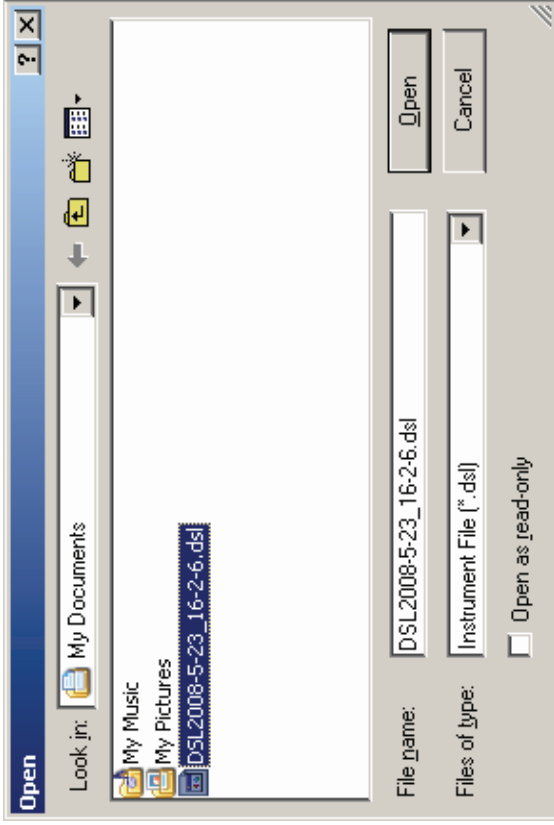 Open
Look in: My Documents
My Music
My Pictures
DSL2008-5-23_16-2-6.dsl
File name: DSL2008-5-23_16-2-6.dsl Open
Files of type: Instrument File (*.dsl) Cancel
Open as read-only